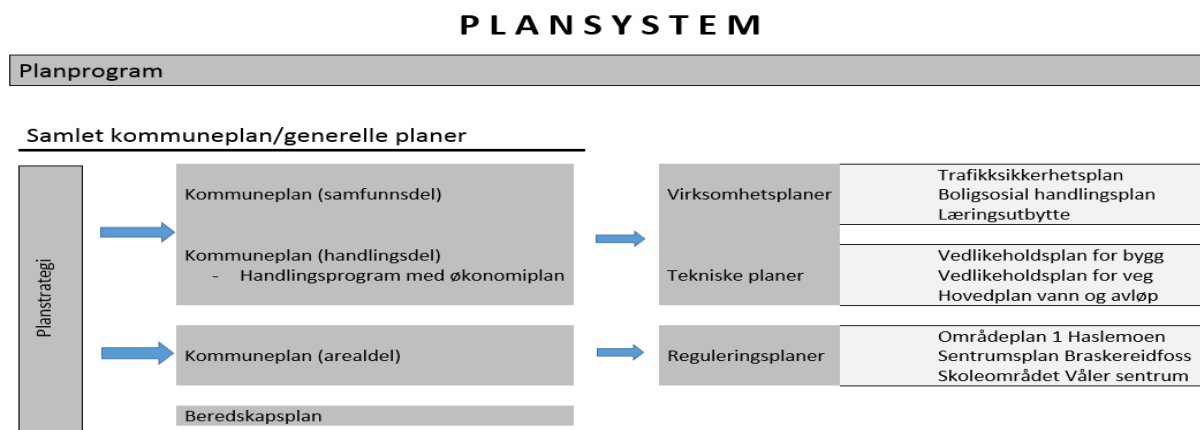 PLANSYSTEM
Planprogram
Samlet kommuneplan/generelle planer
Planstrategi
Kommuneplan (samfunnsdel)
Kommuneplan (handlingsdel)
- Handlingsprogram med økonomiplan
Kommuneplan (arealdel)
Beredskapsplan
Virksomhetsplaner
Trafikksikkerhetsplan
Boligsosial handlingsplan
Læringsutbytte
Tekniske planer
Vedlikeholdsplan for bygg
Vedlikeholdsplan for veg
Hovedplan vann og avløp
Reguleringsplaner
Områdeplan 1 Haslemoen
Sentrumsplan Braskereidfoss
Skoleområdet Våler sentrum